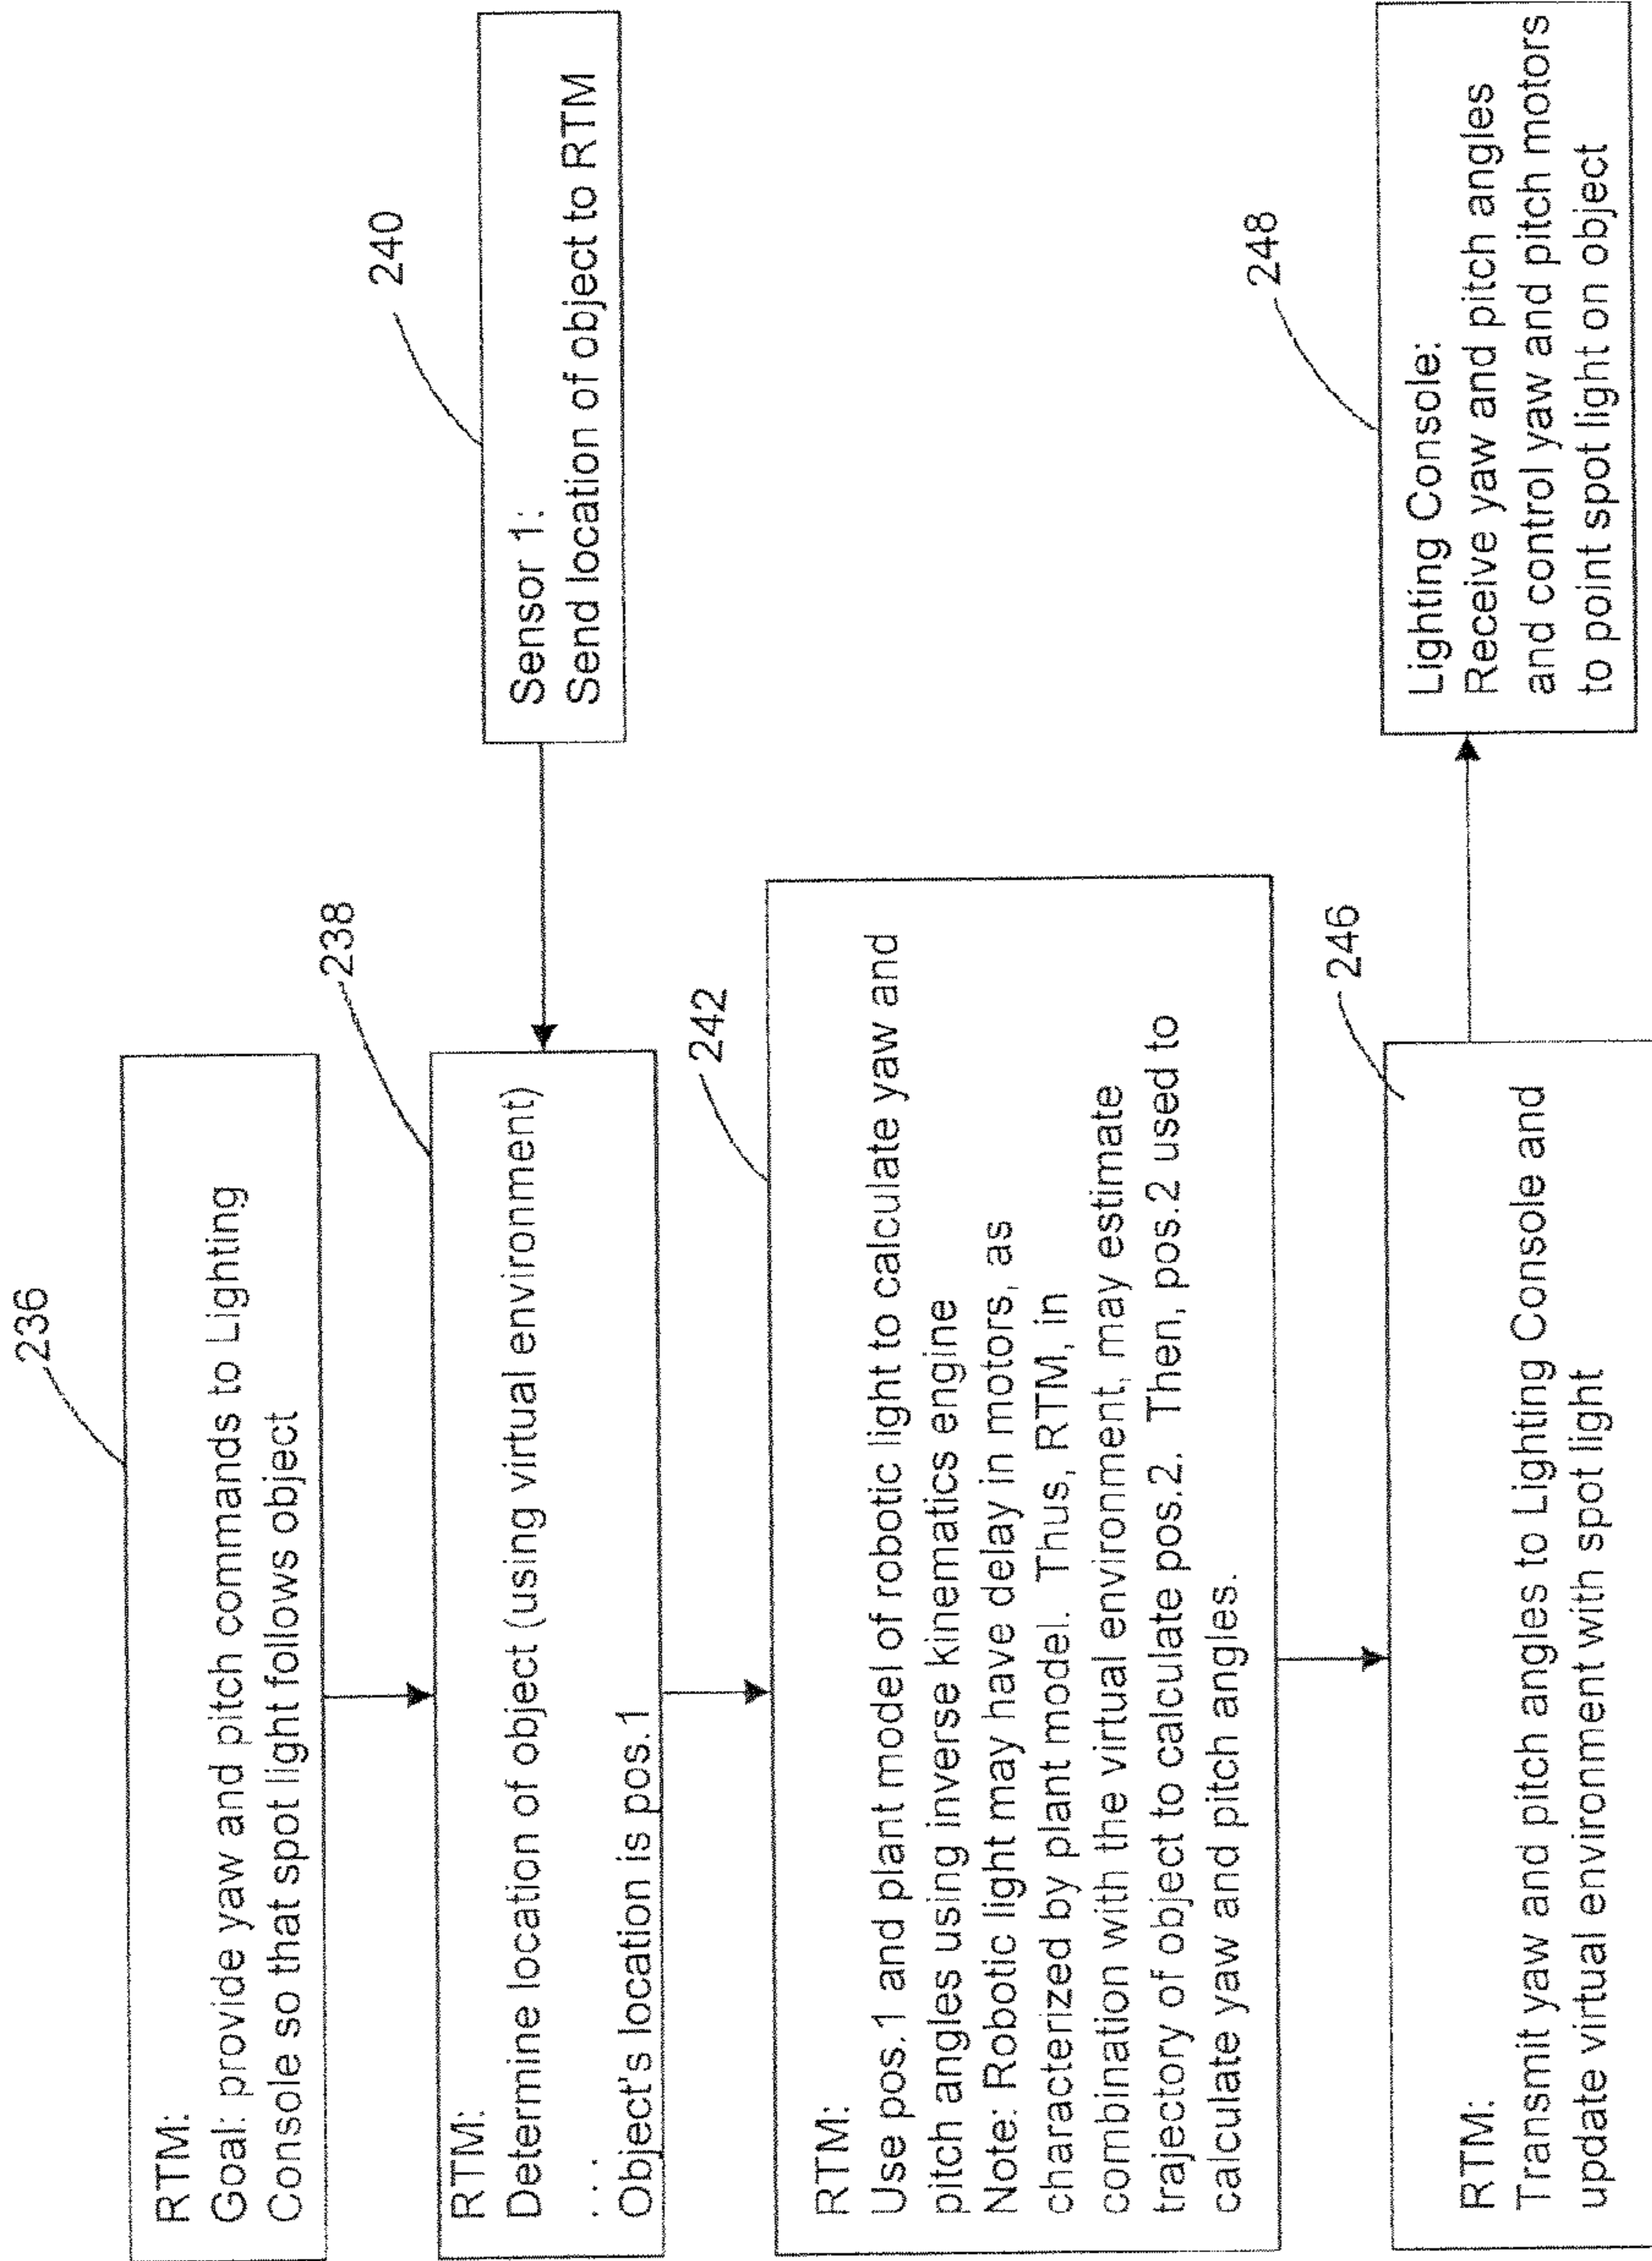 236
RTM:
Goal: provide yaw and pitch commands to Lighting
Console so that spot light follows object
238
RTM:
Determine location of object (using virtual environment)
. . .
Object's location is pos.1
240
Sensor 1:
Send location of object to RTM
242
RTM:
Use pos.1 and plant model of robotic light to calculate yaw and
pitch angles using inverse kinematics engine
Note: Robotic light may have delay in motors, as
characterized by plant model. Thus, RTM, in
combination with the virtual environment, may estimate
trajectory of object to calculate pos.2. Then, pos.2 used to
calculate yaw and pitch angles.
246
RTM:
Transmit yaw and pitch angles to Lighting Console and
update virtual environment with spot light
248
Lighting Console:
Receive yaw and pitch angles
and control yaw and pitch motors
to point spot light on object